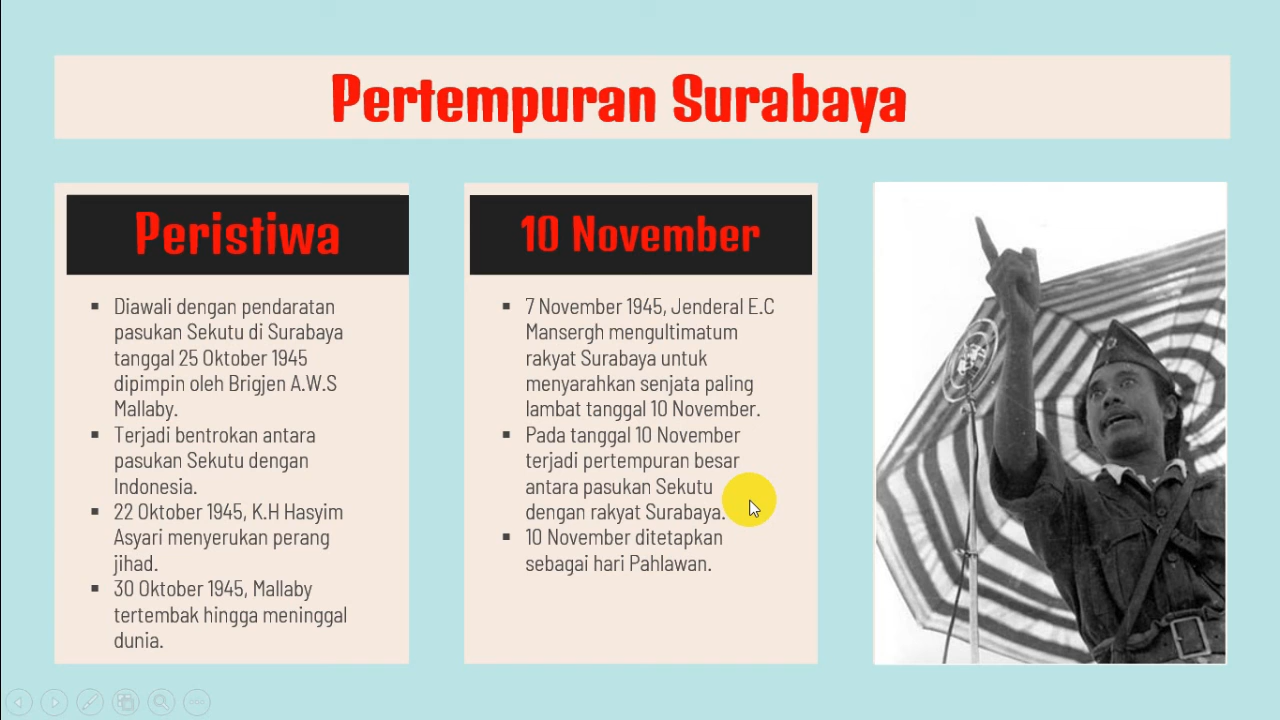 Pertempuran Surabaya
Peristiwa
▪ Diawali dengan pendaratan
pasukan Sekutu di Surabaya
tanggal 25 Oktober 1945
dipimpin oleh Brigjen A.W.S
Mallaby.
▪ Terjadi bentrokan antara
pasukan Sekutu dengan
Indonesia.
▪ 22 Oktober 1945, K.H Hasyim
Asyari menyerukan perang
jihad.
▪ 30 Oktober 1945, Mallaby
tertembak hingga meninggal
dunia.
10 November
▪ 7 November 1945, Jenderal E.C
Mansergh mengultimatum
rakyat Surabaya untuk
menyarahkan senjata paling
lambat tanggal 10 November.
▪ Pada tanggal 10 November
terjadi pertempuran besar
antara pasukan Sekutu
dengan rakyat Surabaya.
▪ 10 November ditetapkan
sebagai hari Pahlawan.